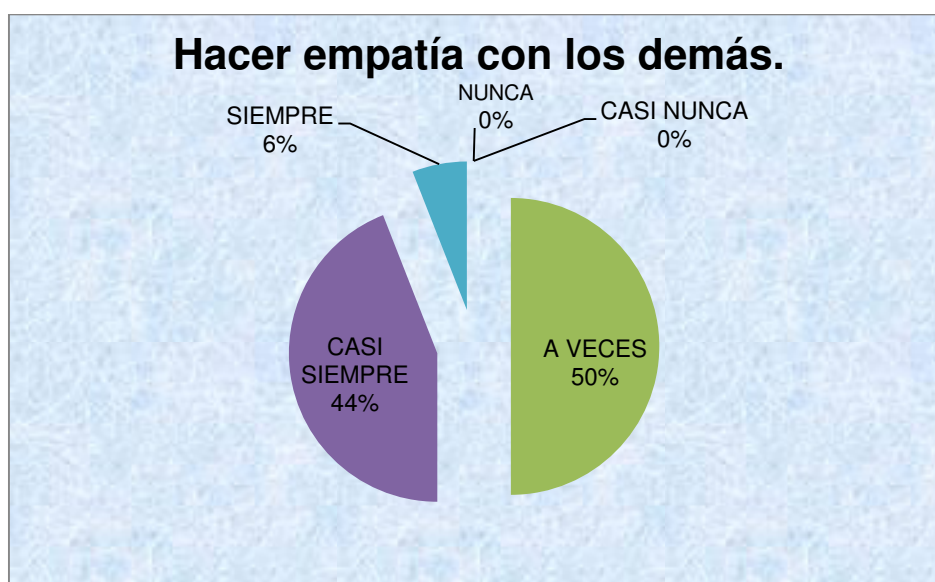 Hacer empatía con los demás.
NUNCA
0%
SIEMPRE
6%
CASI NUNCA
0%
CASI
SIEMPRE
44%
A VECES
50%